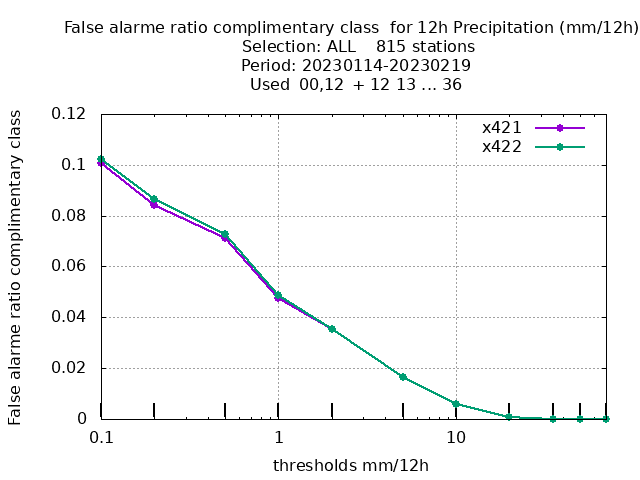 False alarme ratio complimentary class  for 12h Precipitation (mm/12h)
Selection: ALL    815 stations
Period: 20230114-20230219
Used  00,12  + 12 13 ... 36
False alarme ratio complimentary class
0.12
0.1
0.08
0.06
0.04
0.02
0
x421
x422
0.1
1
10
thresholds mm/12h